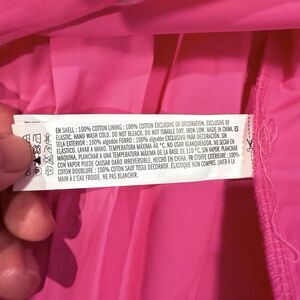 EN SHELL : 100% COTTON LINING : 100% COTTON EXCLUSIVE OF DECORATION, EXCLUSIVE OF
ELASTIC. HAND WASH COLD. DO NOT BLEACH. DO NOT TUMBLE DRY. IRON LOW. MADE IN CHINA.
TELA EXTERIOR : 100% algodón FORRO : 100% algodón EXCLUSIVO DE DECORACIÓN. SIN
ELÁSTICO. LAVAR A MANO. TEMPERATURA MÁXIMA 40 °C. NO USAR BLANQUEADOR. NO SECAR EN
MÁQUINA. PLANCHAR A UNA TEMPERATURA MÁXIMA DE LA BASE DE 110 °C, SIN VAPOR. PLANCHAR
CON VAPOR PUEDE CAUSAR DAÑO IRREVERSIBLE. HECHO EN CHINA. FR ÉTOFFE EXTÉRIEURE : 100%
COTON DOUBLURE : 100% COTON SAUF TISSU DÉCORATIF. ÉLASTIQUE NON COMPRIS. LAVER À LA
MAIN À L'EAU FROIDE. NE PAS BLANCHIR.